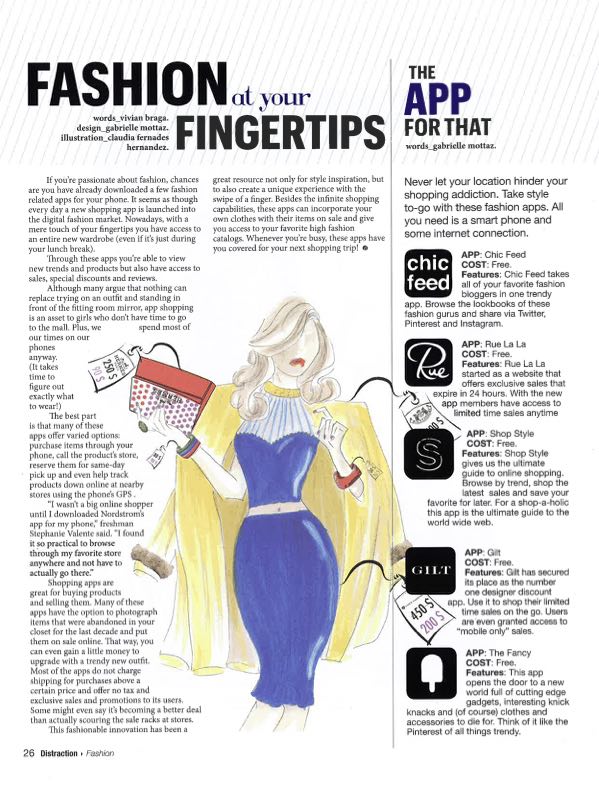 FASHION at your
FINGERTIPS
words_vivian braga.
design_gabrielle mottaz.
illustration_claudia fernades
hernandez.
If you're passionate about fashion, chances
are you have already downloaded a few fashion
related apps for your phone. It seems as though
every day a new shopping app is launched into
the digital fashion market. Nowadays, with a
mere touch of your fingertips you have access to
an entire new wardrobe (even if it's just during
your lunch break).
Through these apps you're able to view
new trends and products but also have access to
sales, special discounts and reviews.
Although many argue that nothing can
replace trying on an outfit and standing in
front of the fitting room mirror, app shopping
is an asset to girls who don't have time to go
to the mall. Plus, we spend most of
our times on our
phones
anyway.
(It takes
time to
figure out
exactly what
to wear!)
The best part
is that many of these
apps offer varied options:
purchase items through your
phone, call the product's store,
reserve them for same-day
pick up and even help track
products down online at nearby
stores using the phone's GPS .
"I wasn't a big online shopper
until I downloaded Nordstrom's
app for my phone," freshman
Stephanie Valente said. "I found
it so practical to browse
through my favorite store
anywhere and not have to
actually go there."
Shopping apps are
great for buying products
and selling them. Many of these
apps have the option to photograph
items that were abandoned in your
closet for the last decade and put
them on sale online. That way, you
can even gain a little money to
upgrade with a trendy new outfit.
Most of the apps do not charge
shipping for purchases above a
certain price and offer no tax and
exclusive sales and promotions to its users.
Some might even say it's becoming a better deal
than actually scouring the sale racks at stores.
This fashionable innovation has been a
great resource not only for style inspiration, but
to also create a unique experience with the
swipe of a finger. Besides the infinite shopping
capabilities, these apps can incorporate your
own clothes with their items on sale and give
you access to your favorite high fashion
catalogs. Whenever you're busy, these apps have
you covered for your next shopping trip!
250 $
90 $
THE
APP
FOR THAT
words_gabrielle mottaz.
Never let your location hinder your
shopping addiction. Take style
to-go with these fashion apps. All
you need is a smart phone and
some internet connection.
chic
feed
APP: Chic Feed
COST: Free.
Features: Chic Feed takes
all of your favorite fashion
bloggers in one trendy
app. Browse the lookbooks of these
fashion gurus and share via Twitter,
Pinterest and Instagram.
Rue
APP: Rue La La
COST: Free.
Features: Rue La La
started as a website that
offers exclusive sales that
expire in 24 hours. With the new
app members have access to
limited time sales anytime
S
APP: Shop Style
COST: Free.
Features: Shop Style
gives us the ultimate
guide to online shopping.
Browse by trend, shop the
latest sales and save your
favorite for later. For a shop-a-holic
this app is the ultimate guide to the
world wide web.
GILT
APP: Gilt
COST: Free.
Features: Gilt has secured
its place as the number
one designer discount
app. Use it to shop their limited
time sales on the go. Users
are even granted access to
"mobile only" sales.
450 $
200 $
APP: The Fancy
COST: Free.
Features: This app
opens the door to a new
world full of cutting edge
gadgets, interesting knick
knacks and (of course) clothes and
accessories to die for. Think of it like the
Pinterest of all things trendy.
26 Distraction › Fashion